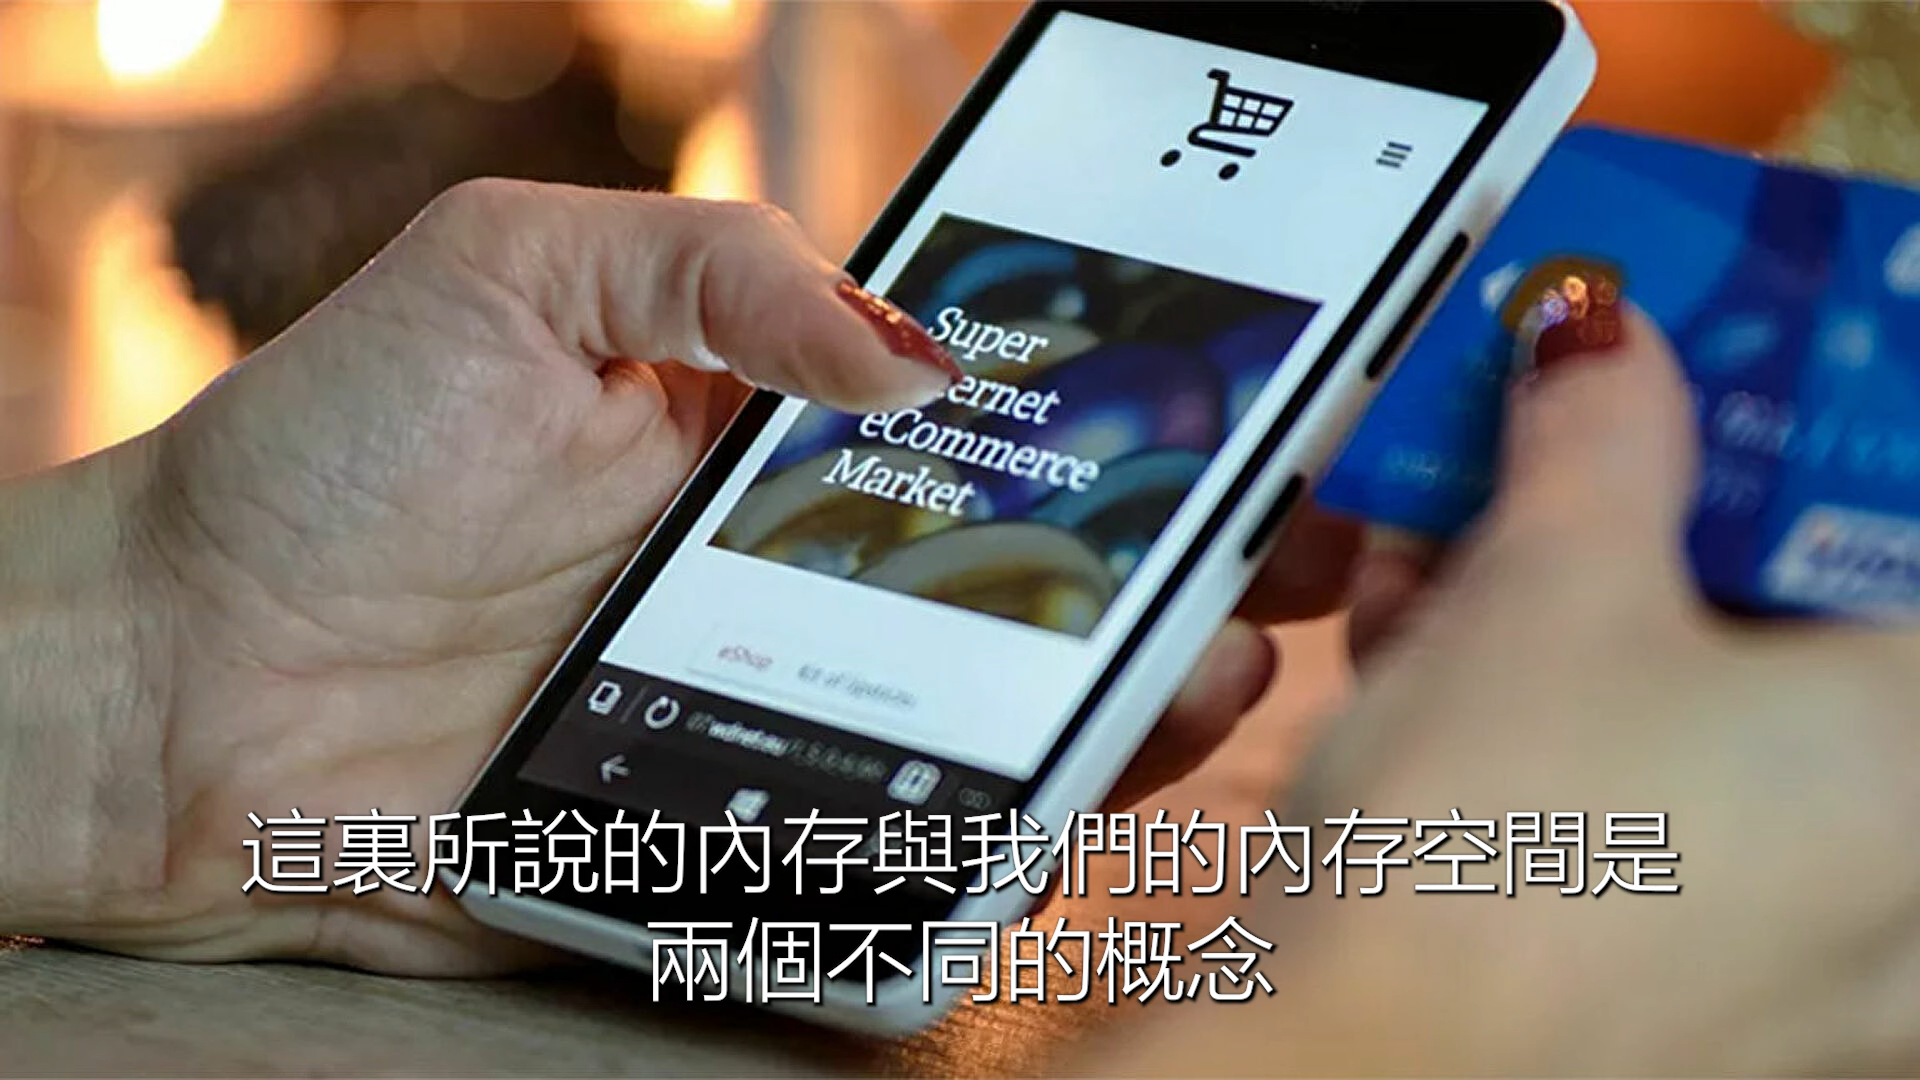 Super
ernet
eCommerce
Market
eShop
這裏所說的內存與我們的內存空間是
兩個不同的概念